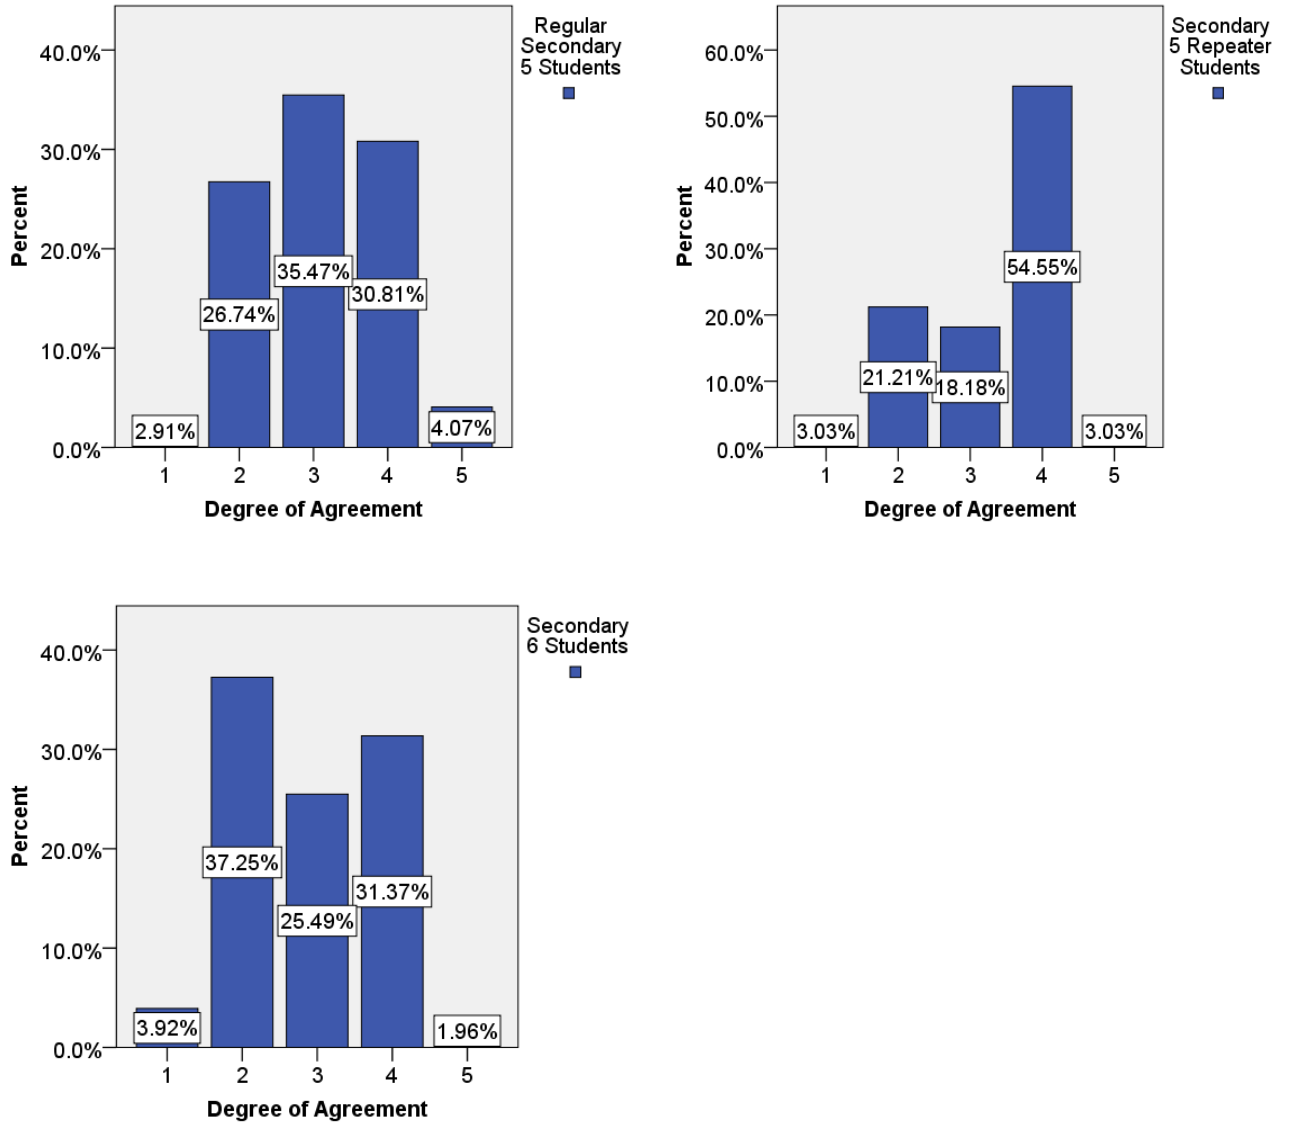 Regular
Secondary
5 Students
40.0%
30.0%
20.0%
10.0%
0.0%
Percent
2.91%
26.74%
35.47%
30.81%
4.07%
1 2 3 4 5
Degree of Agreement
Secondary
5 Repeater
Students
60.0%
50.0%
40.0%
30.0%
20.0%
10.0%
0.0%
Percent
3.03%
21.21%
18.18%
54.55%
3.03%
1 2 3 4 5
Degree of Agreement
Secondary
6 Students
40.0%
30.0%
20.0%
10.0%
0.0%
Percent
3.92%
37.25%
25.49%
31.37%
1.96%
1 2 3 4 5
Degree of Agreement